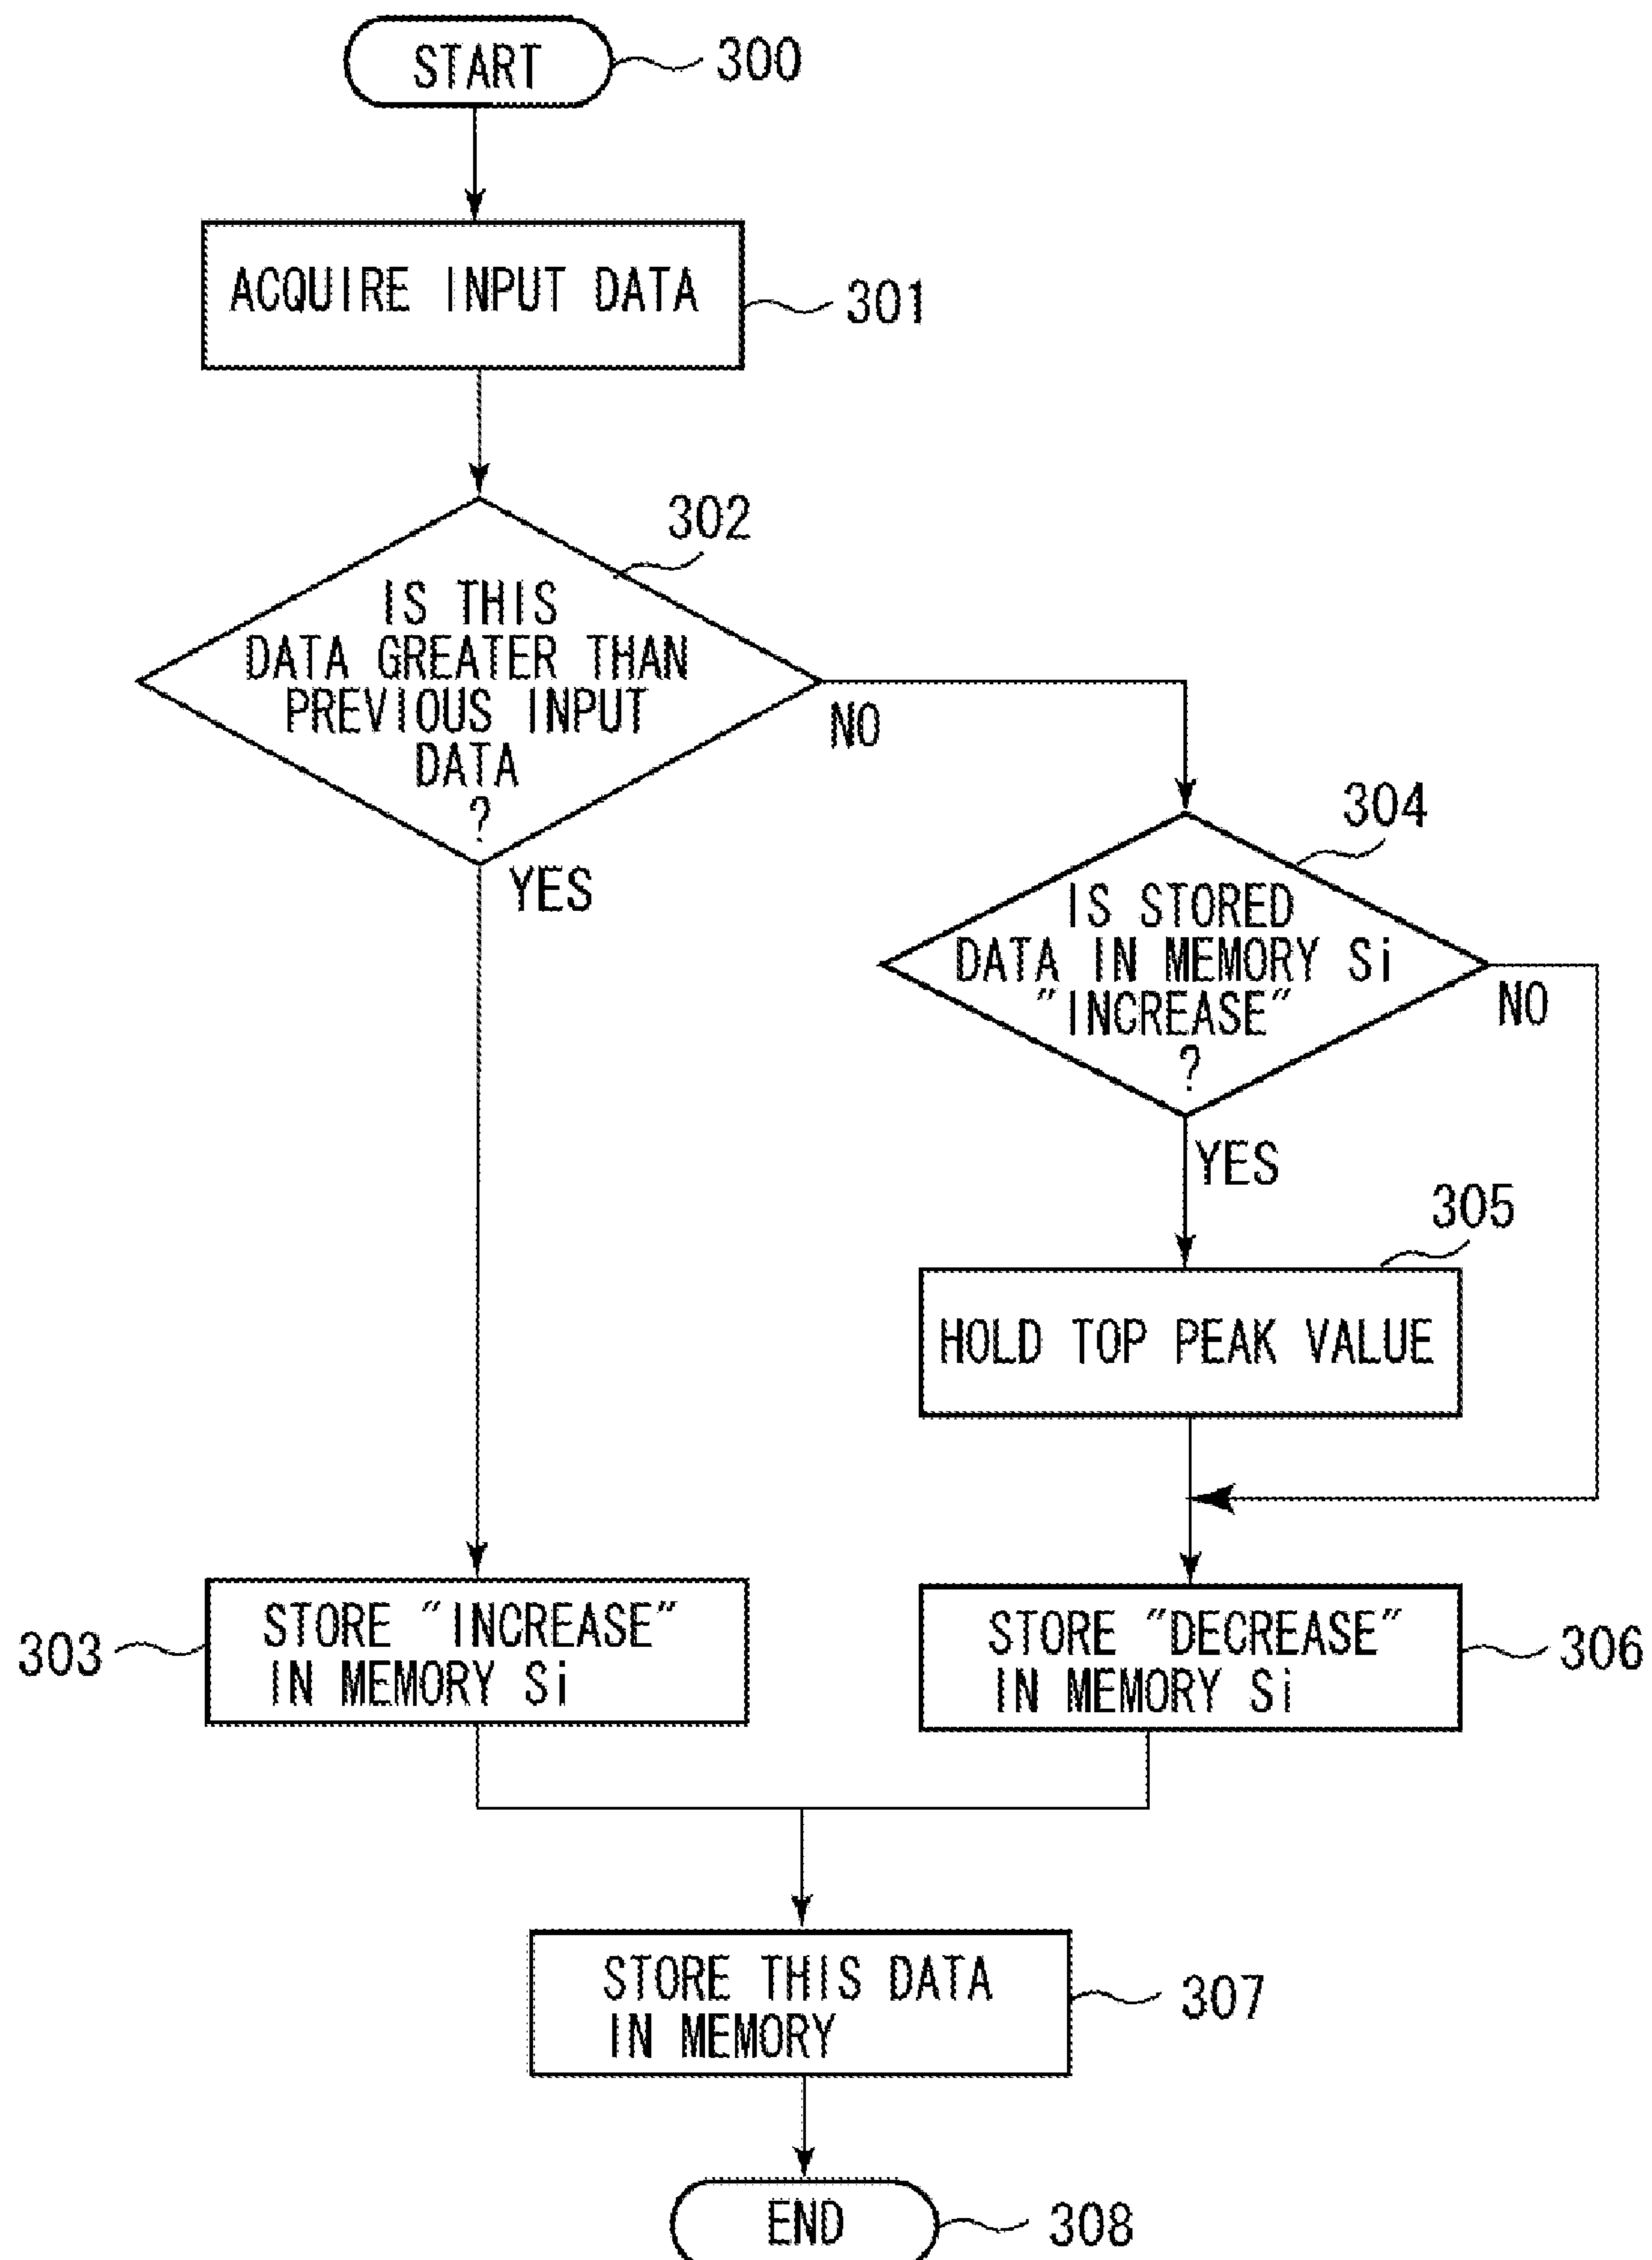 START
300
ACQUIRE INPUT DATA
301
302
IS THIS
DATA GREATER THAN
PREVIOUS INPUT
DATA
?
NO
YES
304
IS STORED
DATA IN MEMORY Si
"INCREASE"
?
NO
YES
305
HOLD TOP PEAK VALUE
303
STORE "INCREASE"
IN MEMORY Si
STORE "DECREASE"
IN MEMORY Si
306
STORE THIS DATA
IN MEMORY
307
END
308